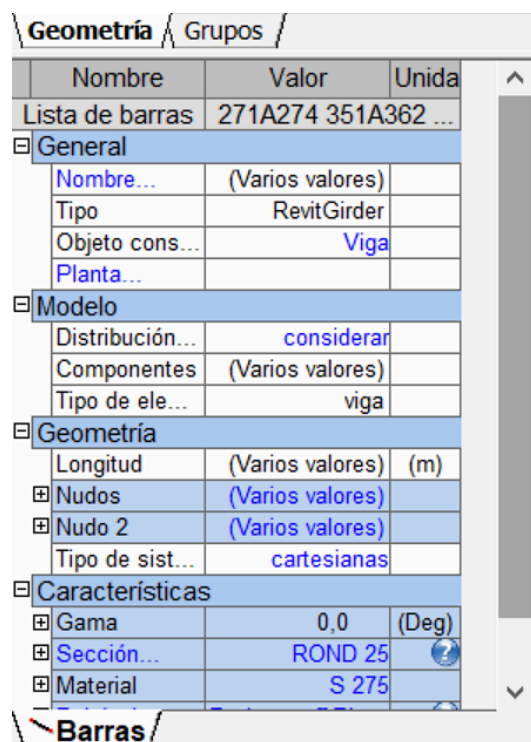 Geometría Grupos
Nombre Valor Unida
Lista de barras 271A274 351A362 ...
General
Nombre... (Varios valores)
Tipo RevitGirder
Objeto cons... Viga
Planta...
Modelo
Distribución... considerar
Componentes (Varios valores)
Tipo de ele... viga
Geometría
Longitud (Varios valores) (m)
Nudos (Varios valores)
Nudo 2 (Varios valores)
Tipo de sist... cartesianas
Características
Gama 0,0 (Deg)
Sección... ROND 25
Material S 275
Barras